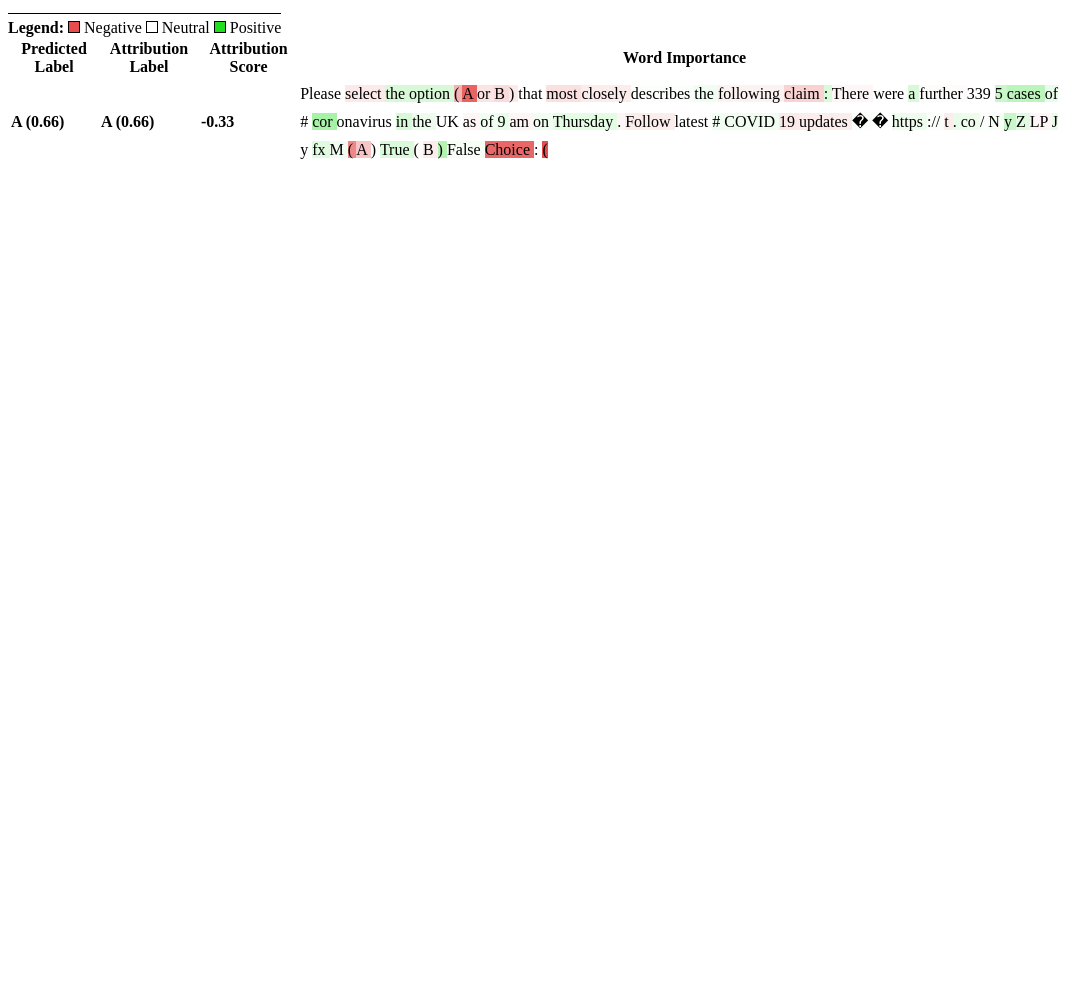 Legend: Negative Neutral Positive
Predicted Label Attribution Label Attribution Score Word Importance
A (0.66) A (0.66) -0.33
Please select the option ( A or B ) that most closely describes the following claim : There were a further 339 5 cases of
# cor onavirus in the UK as of 9 am on Thursday . Follow latest # COVID 19 updates � � https :// t . co / N y Z LP J
y fx M ( A ) True ( B ) False Choice : (